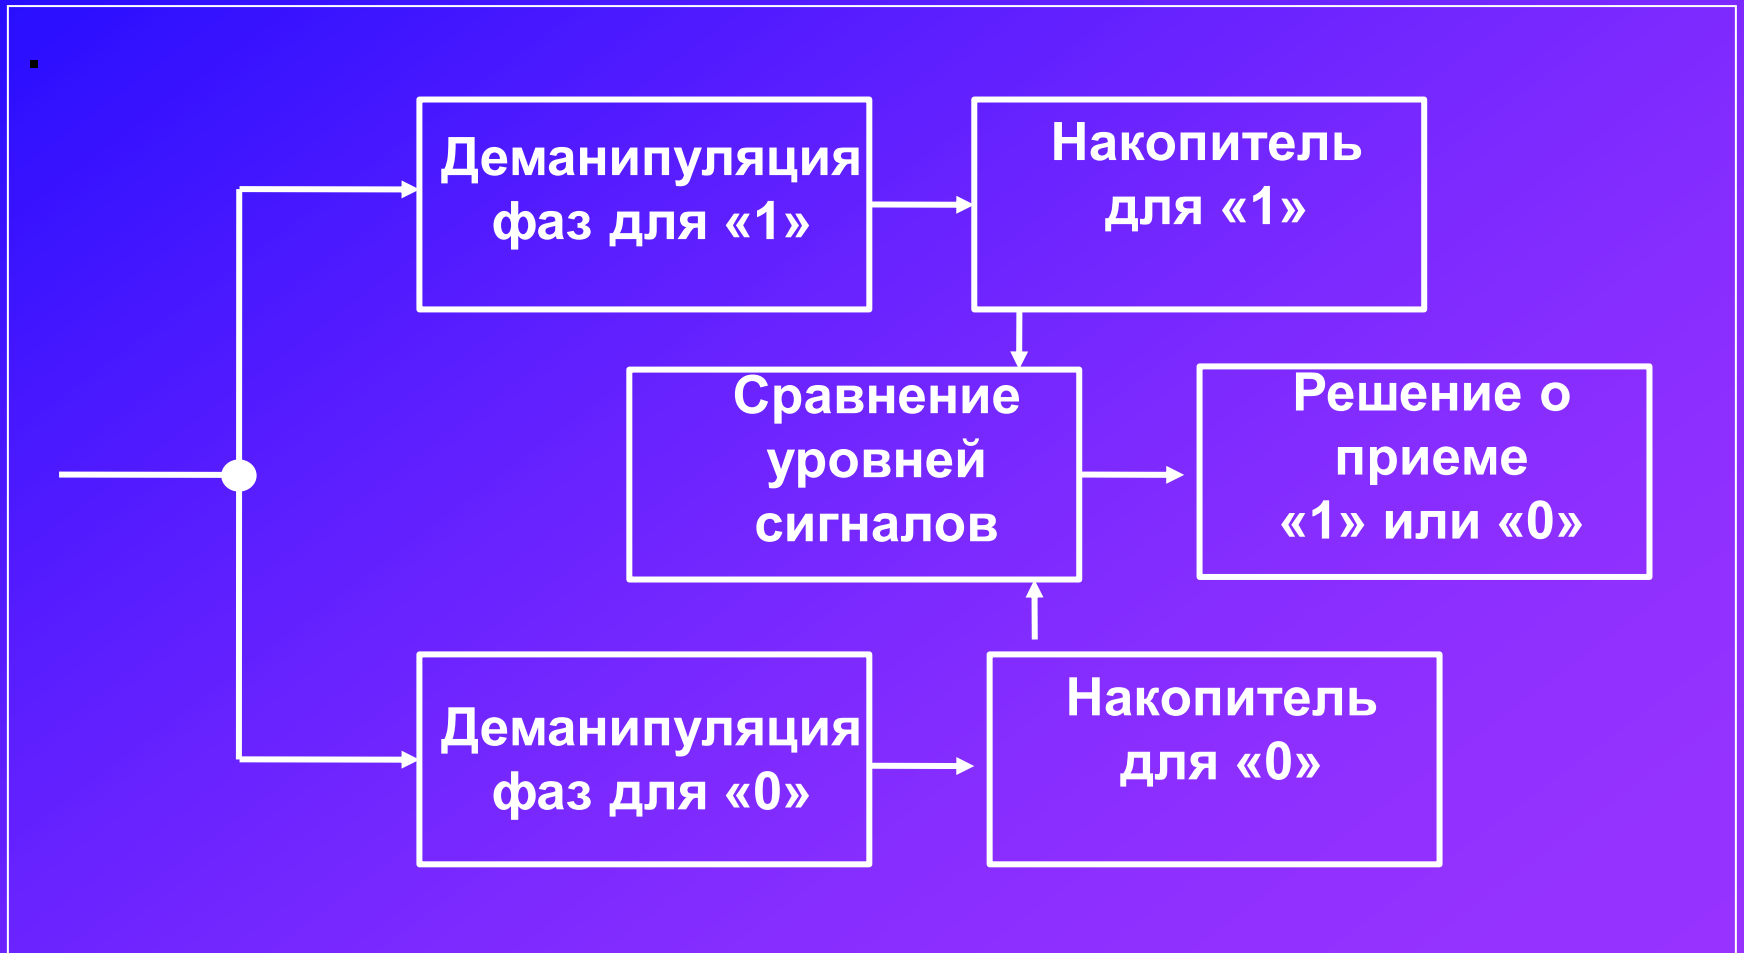 Деманипуляция
фаз для «1»
Накопитель
для «1»
Сравнение
уровней
сигналов
Решение о
приеме
«1» или «0»
Деманипуляция
фаз для «0»
Накопитель
для «0»